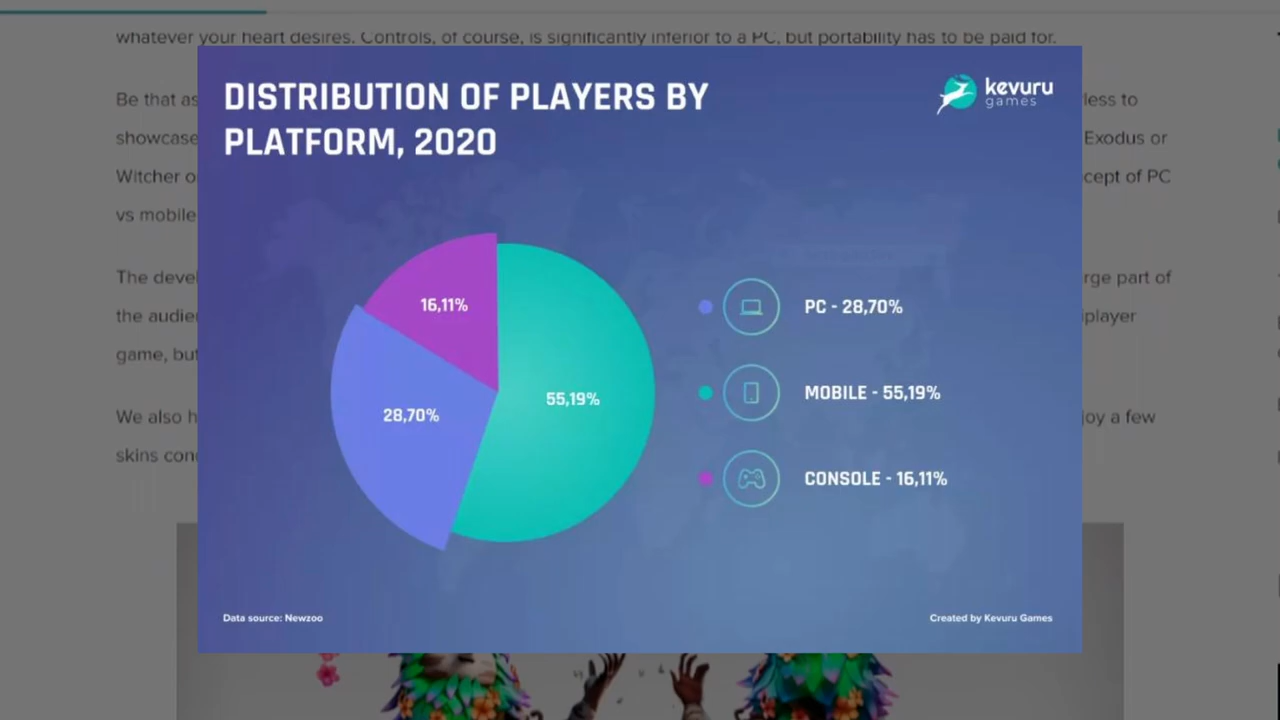 whatever your heart desires. Controls, of course, is significantly inferior to a PC, but portability has to be paid for.
DISTRIBUTION OF PLAYERS BY
PLATFORM, 2020
kevuru
games
Be that as
less to
showcase
Exodus or
Witcher o
cept of PC
vs mobile
The devel
rge part of
the audien
player
game, but
We also h
joy a few
skins con
16,11%
28,70%
55,19%
PC - 28,70%
MOBILE - 55,19%
CONSOLE - 16,11%
Data source: Newzoo
Created by Kevuru Games